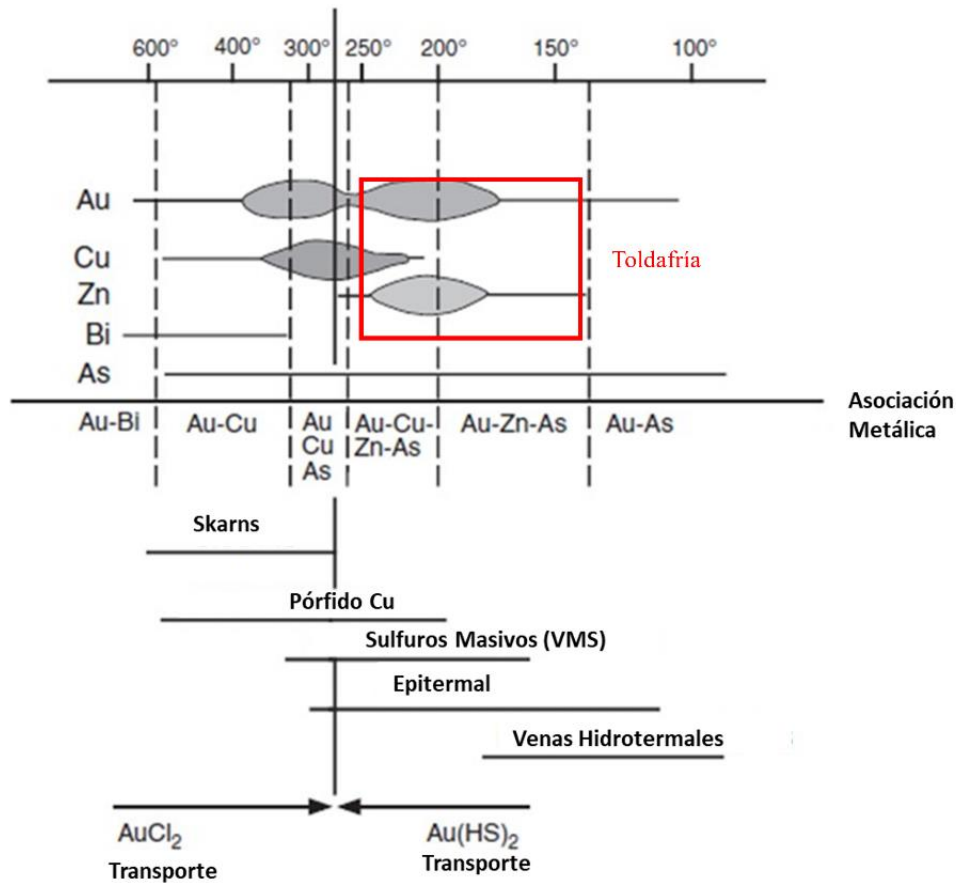 600° 400° 300° 250° 200° 150° 100°
Au
Cu
Toldafría
Zn
Bi
As
Asociación
Metálica
Au-Bi Au-Cu Au Au-Cu- Au-Zn-As Au-As
Cu Zn-As
As
Skarns
Pórfido Cu
Sulfuros Masivos (VMS)
Epitermal
Venas Hidrotermales
AuCl₂ Au(HS)₂
Transporte Transporte